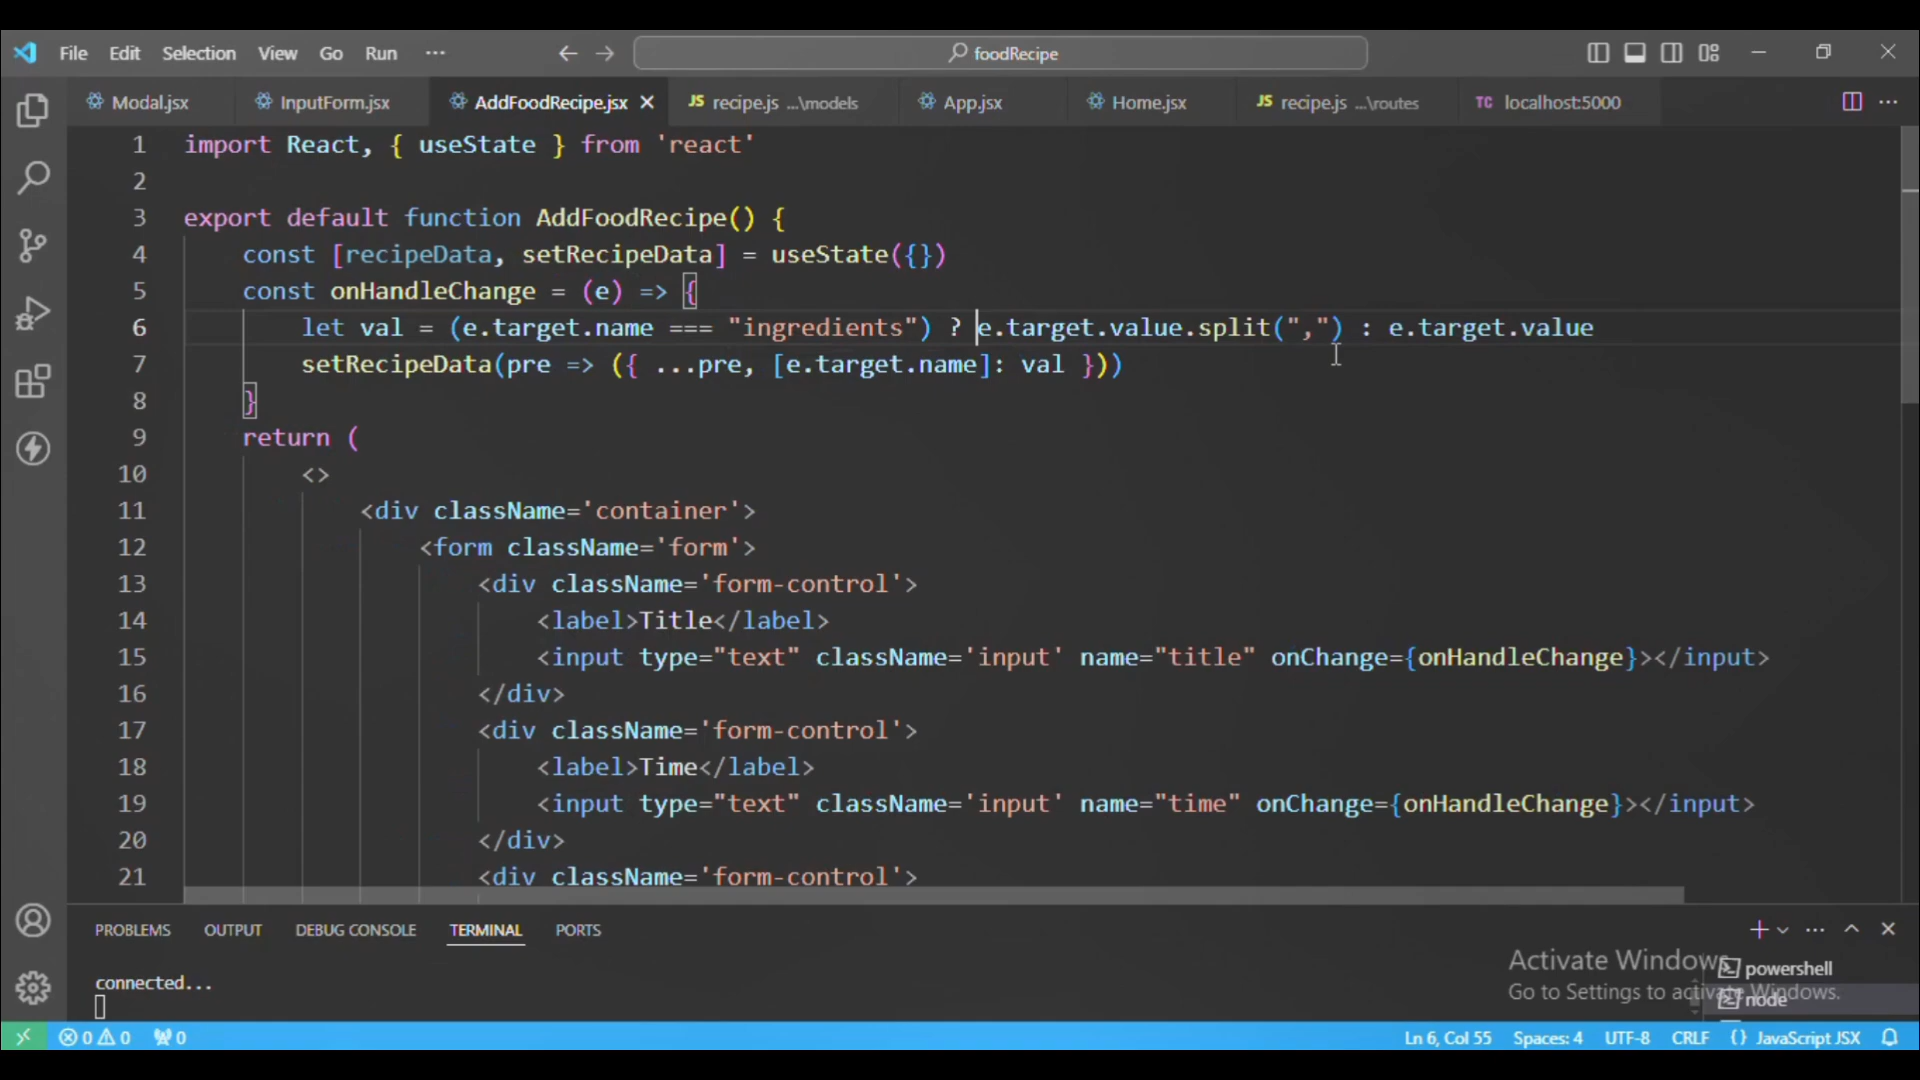 File Edit Selection View Go Run ··· foodRecipe
Modal.jsx InputForm.jsx AddFoodRecipe.jsx JS recipe.js ...\models App.jsx Home.jsx JS recipe.js ...\routes TC localhost:5000
1 import React, { useState } from 'react'
2
3 export default function AddFoodRecipe() {
4 const [recipeData, setRecipeData] = useState({})
5 const onHandleChange = (e) => {
6 let val = (e.target.name === "ingredients") ? e.target.value.split(",") : e.target.value
7 setRecipeData(pre => ({ ...pre, [e.target.name]: val }))
8 }
9 return (
10 <>
11 <div className='container'>
12 <form className='form'>
13 <div className='form-control'>
14 <label>Title</label>
15 <input type="text" className='input' name="title" onChange={onHandleChange}></input>
16 </div>
17 <div className='form-control'>
18 <label>Time</label>
19 <input type="text" className='input' name="time" onChange={onHandleChange}></input>
20 </div>
21 <div className='form-control'>
PROBLEMS OUTPUT DEBUG CONSOLE TERMINAL PORTS
connected...
Activate Windows
Go to Settings to activate Windows.
powershell
node
0 0 0 Ln 6, Col 55 Spaces: 4 UTF-8 CRLF {} JavaScript JSX